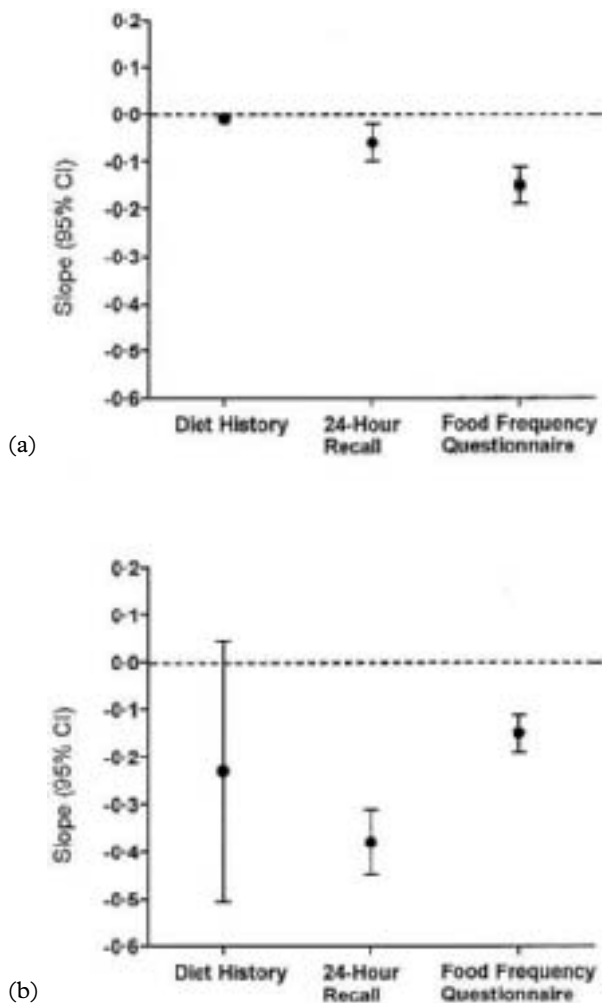 0·2
0·1
0·0
-0·1
-0·2
-0·3
-0·4
-0·5
-0·6
Slope (95% CI)
Diet History
24-Hour
Recall
Food Frequency
Questionnaire
(a)
0·2
0·1
0·0
-0·1
-0·2
-0·3
-0·4
-0·5
-0·6
Slope (95% CI)
Diet History
24-Hour
Recall
Food Frequency
Questionnaire
(b)